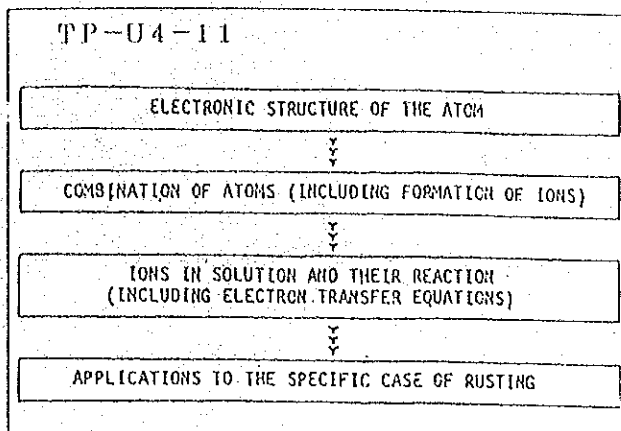 TP-U4-11
ELECTRONIC STRUCTURE OF THE ATOM
COMBINATION OF ATOMS (INCLUDING FORMATION OF IONS)
IONS IN SOLUTION AND THEIR REACTION
(INCLUDING ELECTRON TRANSFER EQUATIONS)
APPLICATIONS TO THE SPECIFIC CASE OF RUSTING